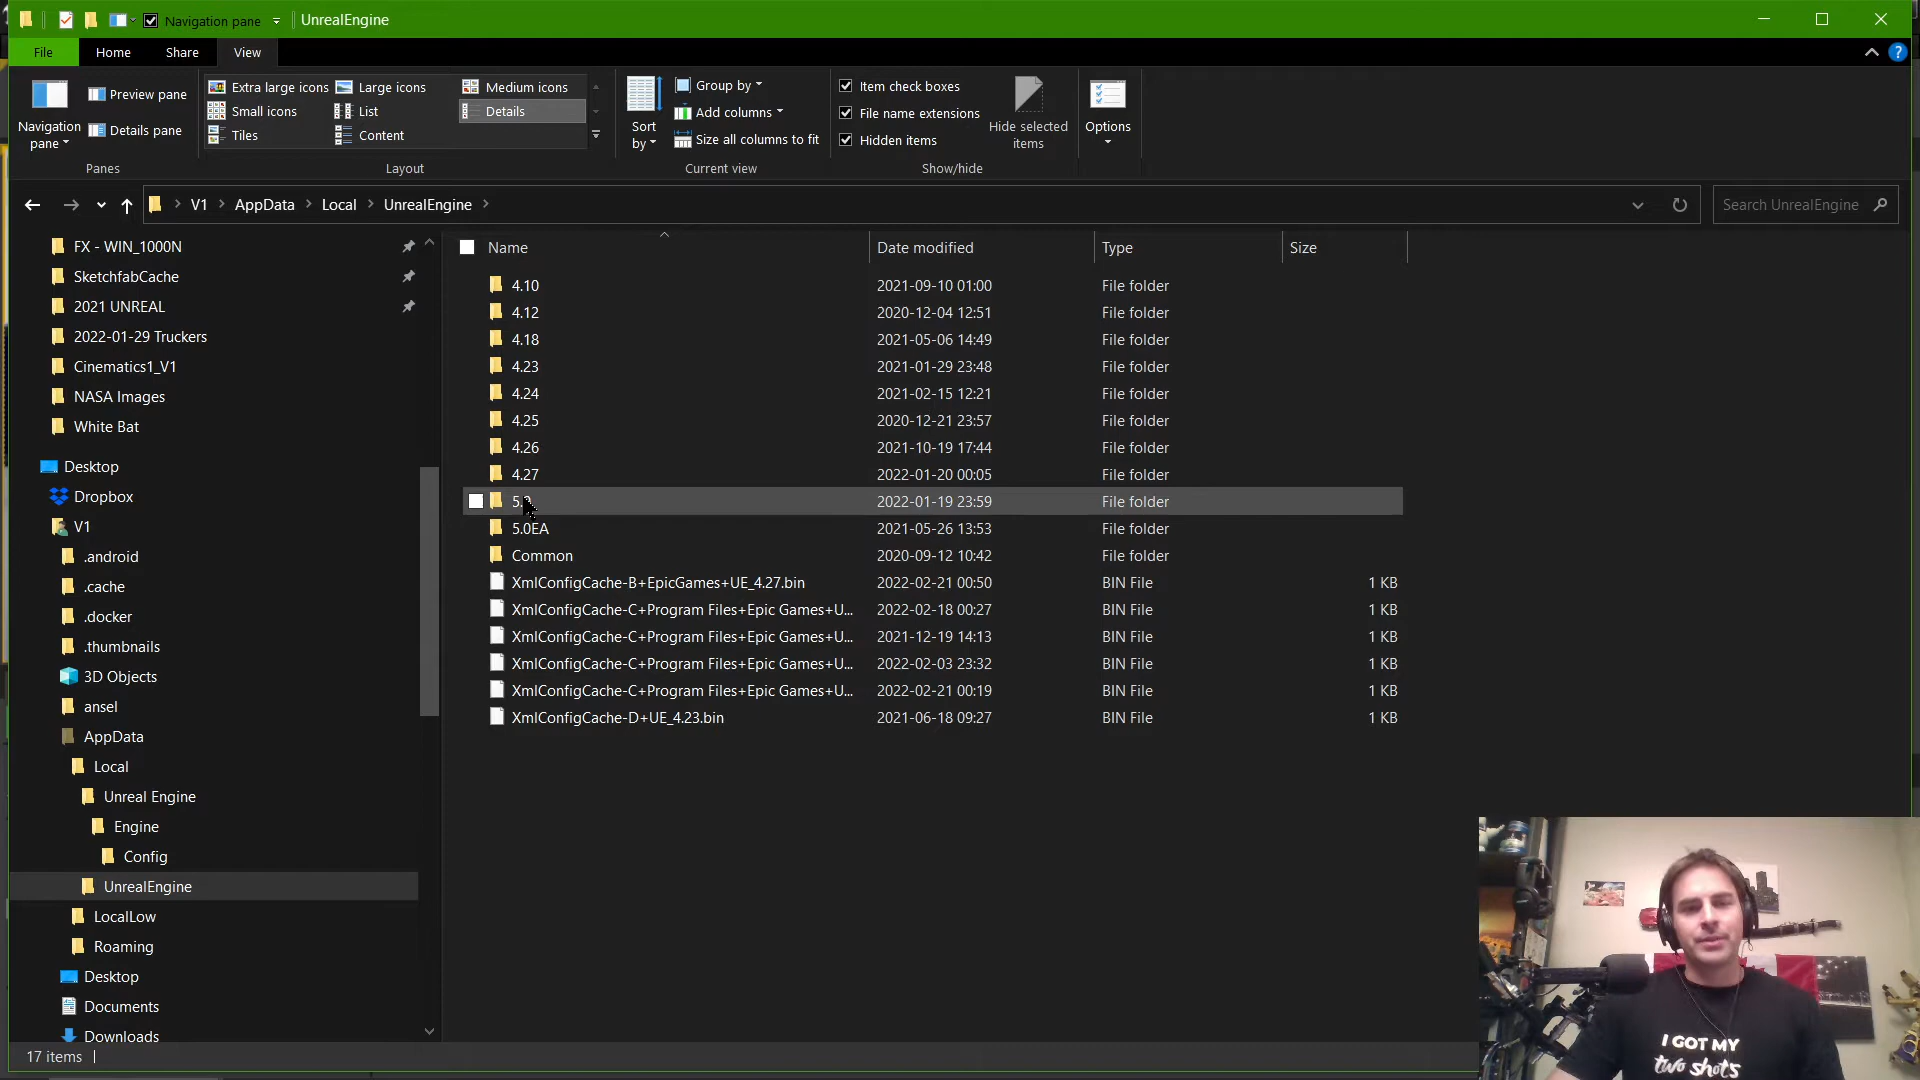 Navigation pane
UnrealEngine
File
Home
Share
View
Navigation pane
Preview pane
Details pane
Panes
Extra large icons
Large icons
Medium icons
Small icons
List
Details
Tiles
Content
Layout
Sort by
Group by
Add columns
Size all columns to fit
Current view
Item check boxes
File name extensions
Hidden items
Hide selected items
Show/hide
Options
V1 > AppData > Local > UnrealEngine >
Search UnrealEngine
FX - WIN_1000N
SketchfabCache
2021 UNREAL
2022-01-29 Truckers
Cinematics1_V1
NASA Images
White Bat
Desktop
Dropbox
V1
.android
.cache
.docker
.thumbnails
3D Objects
ansel
AppData
Local
Unreal Engine
Engine
Config
UnrealEngine
LocalLow
Roaming
Desktop
Documents
Downloads
Name Date modified Type Size
4.10 2021-09-10 01:00 File folder
4.12 2020-12-04 12:51 File folder
4.18 2021-05-06 14:49 File folder
4.23 2021-01-29 23:48 File folder
4.24 2021-02-15 12:21 File folder
4.25 2020-12-21 23:57 File folder
4.26 2021-10-19 17:44 File folder
4.27 2022-01-20 00:05 File folder
2022-01-19 23:59 File folder
5.0EA 2021-05-26 13:53 File folder
Common 2020-09-12 10:42 File folder
XmlConfigCache-B+EpicGames+UE_4.27.bin 2022-02-21 00:50 BIN File 1 KB
XmlConfigCache-C+Program Files+Epic Games+U... 2022-02-18 00:27 BIN File 1 KB
XmlConfigCache-C+Program Files+Epic Games+U... 2021-12-19 14:13 BIN File 1 KB
XmlConfigCache-C+Program Files+Epic Games+U... 2022-02-03 23:32 BIN File 1 KB
XmlConfigCache-C+Program Files+Epic Games+U... 2022-02-21 00:19 BIN File 1 KB
XmlConfigCache-D+UE_4.23.bin 2021-06-18 09:27 BIN File 1 KB
17 items
I GOT MY
two shots